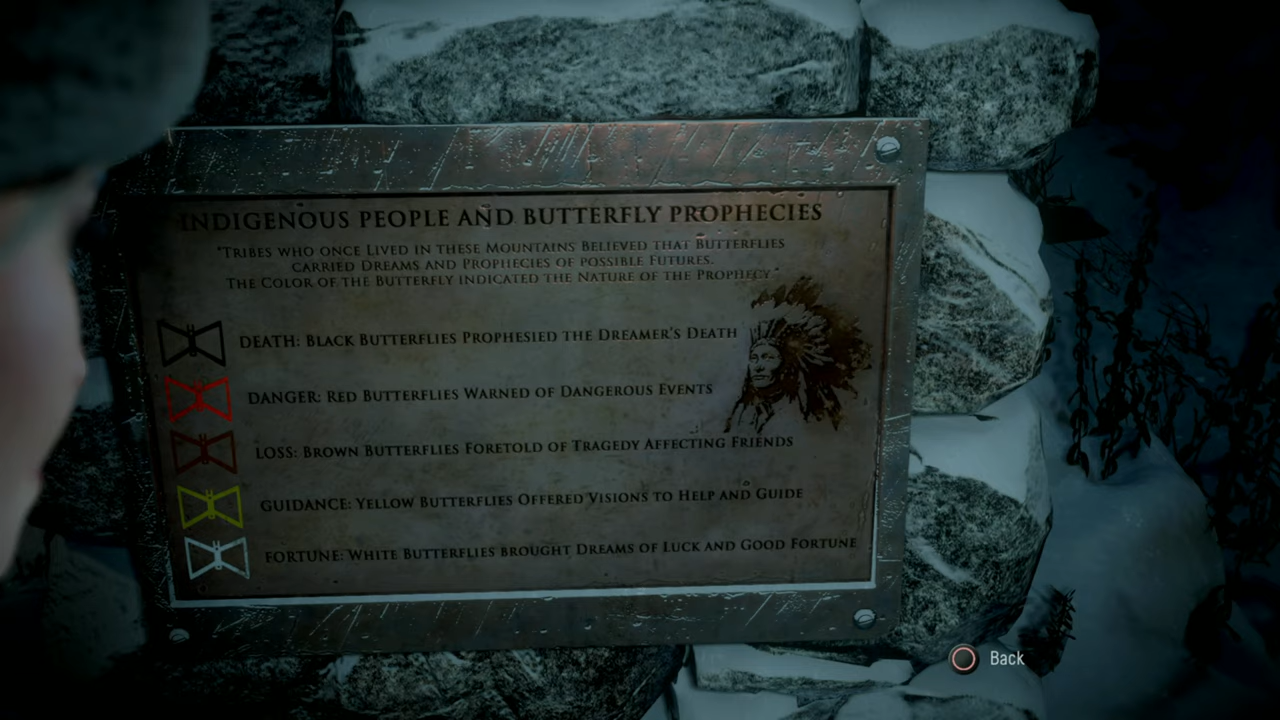 INDIGENOUS PEOPLE AND BUTTERFLY PROPHECIES
"TRIBES WHO ONCE LIVED IN THESE MOUNTAINS BELIEVED THAT BUTTERFLIES
CARRIED DREAMS AND PROPHECIES OF POSSIBLE FUTURES.
THE COLOR OF THE BUTTERFLY INDICATED THE NATURE OF THE PROPHECY."
DEATH: BLACK BUTTERFLIES PROPHESIED THE DREAMER'S DEATH
DANGER: RED BUTTERFLIES WARNED OF DANGEROUS EVENTS
LOSS: BROWN BUTTERFLIES FORETOLD OF TRAGEDY AFFECTING FRIENDS
GUIDANCE: YELLOW BUTTERFLIES OFFERED VISIONS TO HELP AND GUIDE
FORTUNE: WHITE BUTTERFLIES BROUGHT DREAMS OF LUCK AND GOOD FORTUNE
Back